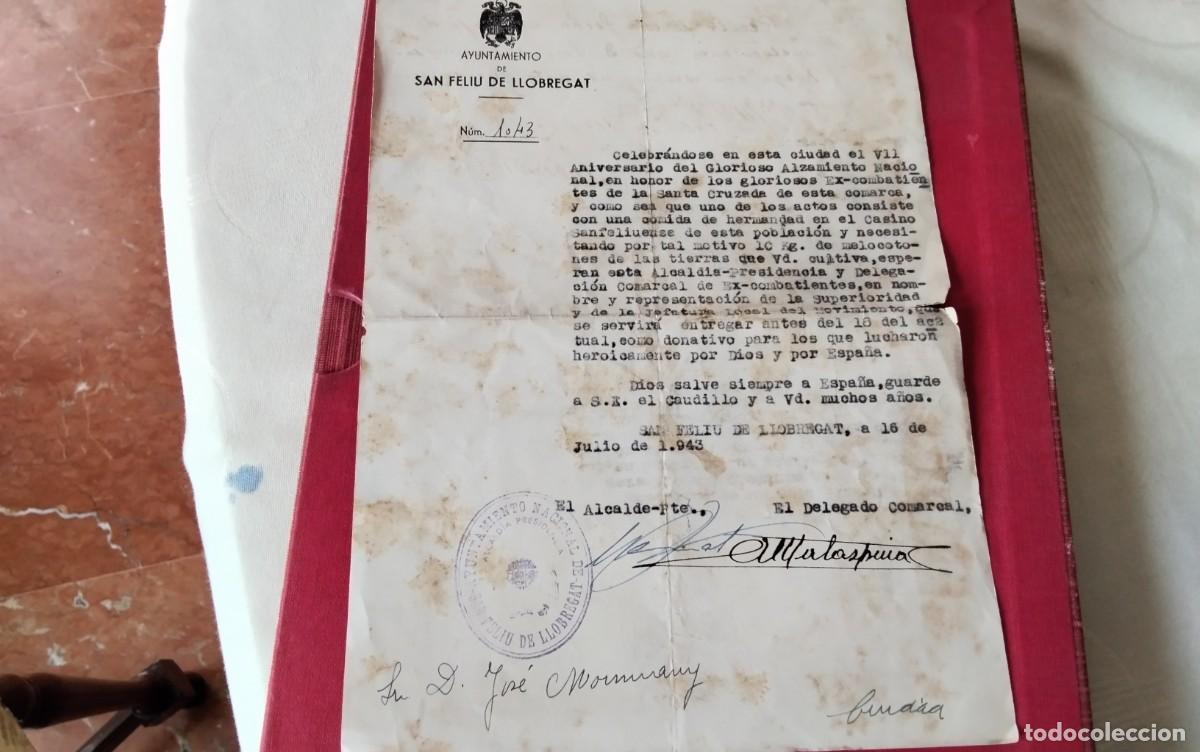 AYUNTAMIENTO
DE
SAN FELIU DE LLOBREGAT
Núm. 1043
Celebrándose en esta ciudad el VII
Aniversario del Glorioso Alzamiento Nacio
nal,en honor de los gloriosos Ex-combatien
tes de la Santa Cruzada de esta comarca,
y como sea que uno de los actos consiste
con una comida de hermandad en el Casino
Sanfeliuense de esta población y necesi-
tando por tal motivo 10 Kg. de melocoto-
nes de las tierras que Vd. cultiva,espe-
ran esta Alcaldia-Presidencia y Delega-
ción Comarcal de Ex-combatientes,en nom-
bre y representación de la Superioridad
y de la Jefatura Local del Movimiento, que
se servirá entregar antes del 18 del ac
tual,como donativo para los que lucharon
heroicamente por Dios y por España.
Dios salve siempre a España,guarde
a S.E. el Caudillo y a Vd. muchos años.
SAN FELIU DE LLOBREGAT, a 16 de
Julio de 1.943
El Alcalde-Pte., El Delegado Comarcal,
Malaspina
AYUNTAMIENTO NACIONAL DE
FELIU DE LLOBREGAT
Sr. D. José
todocoleccion